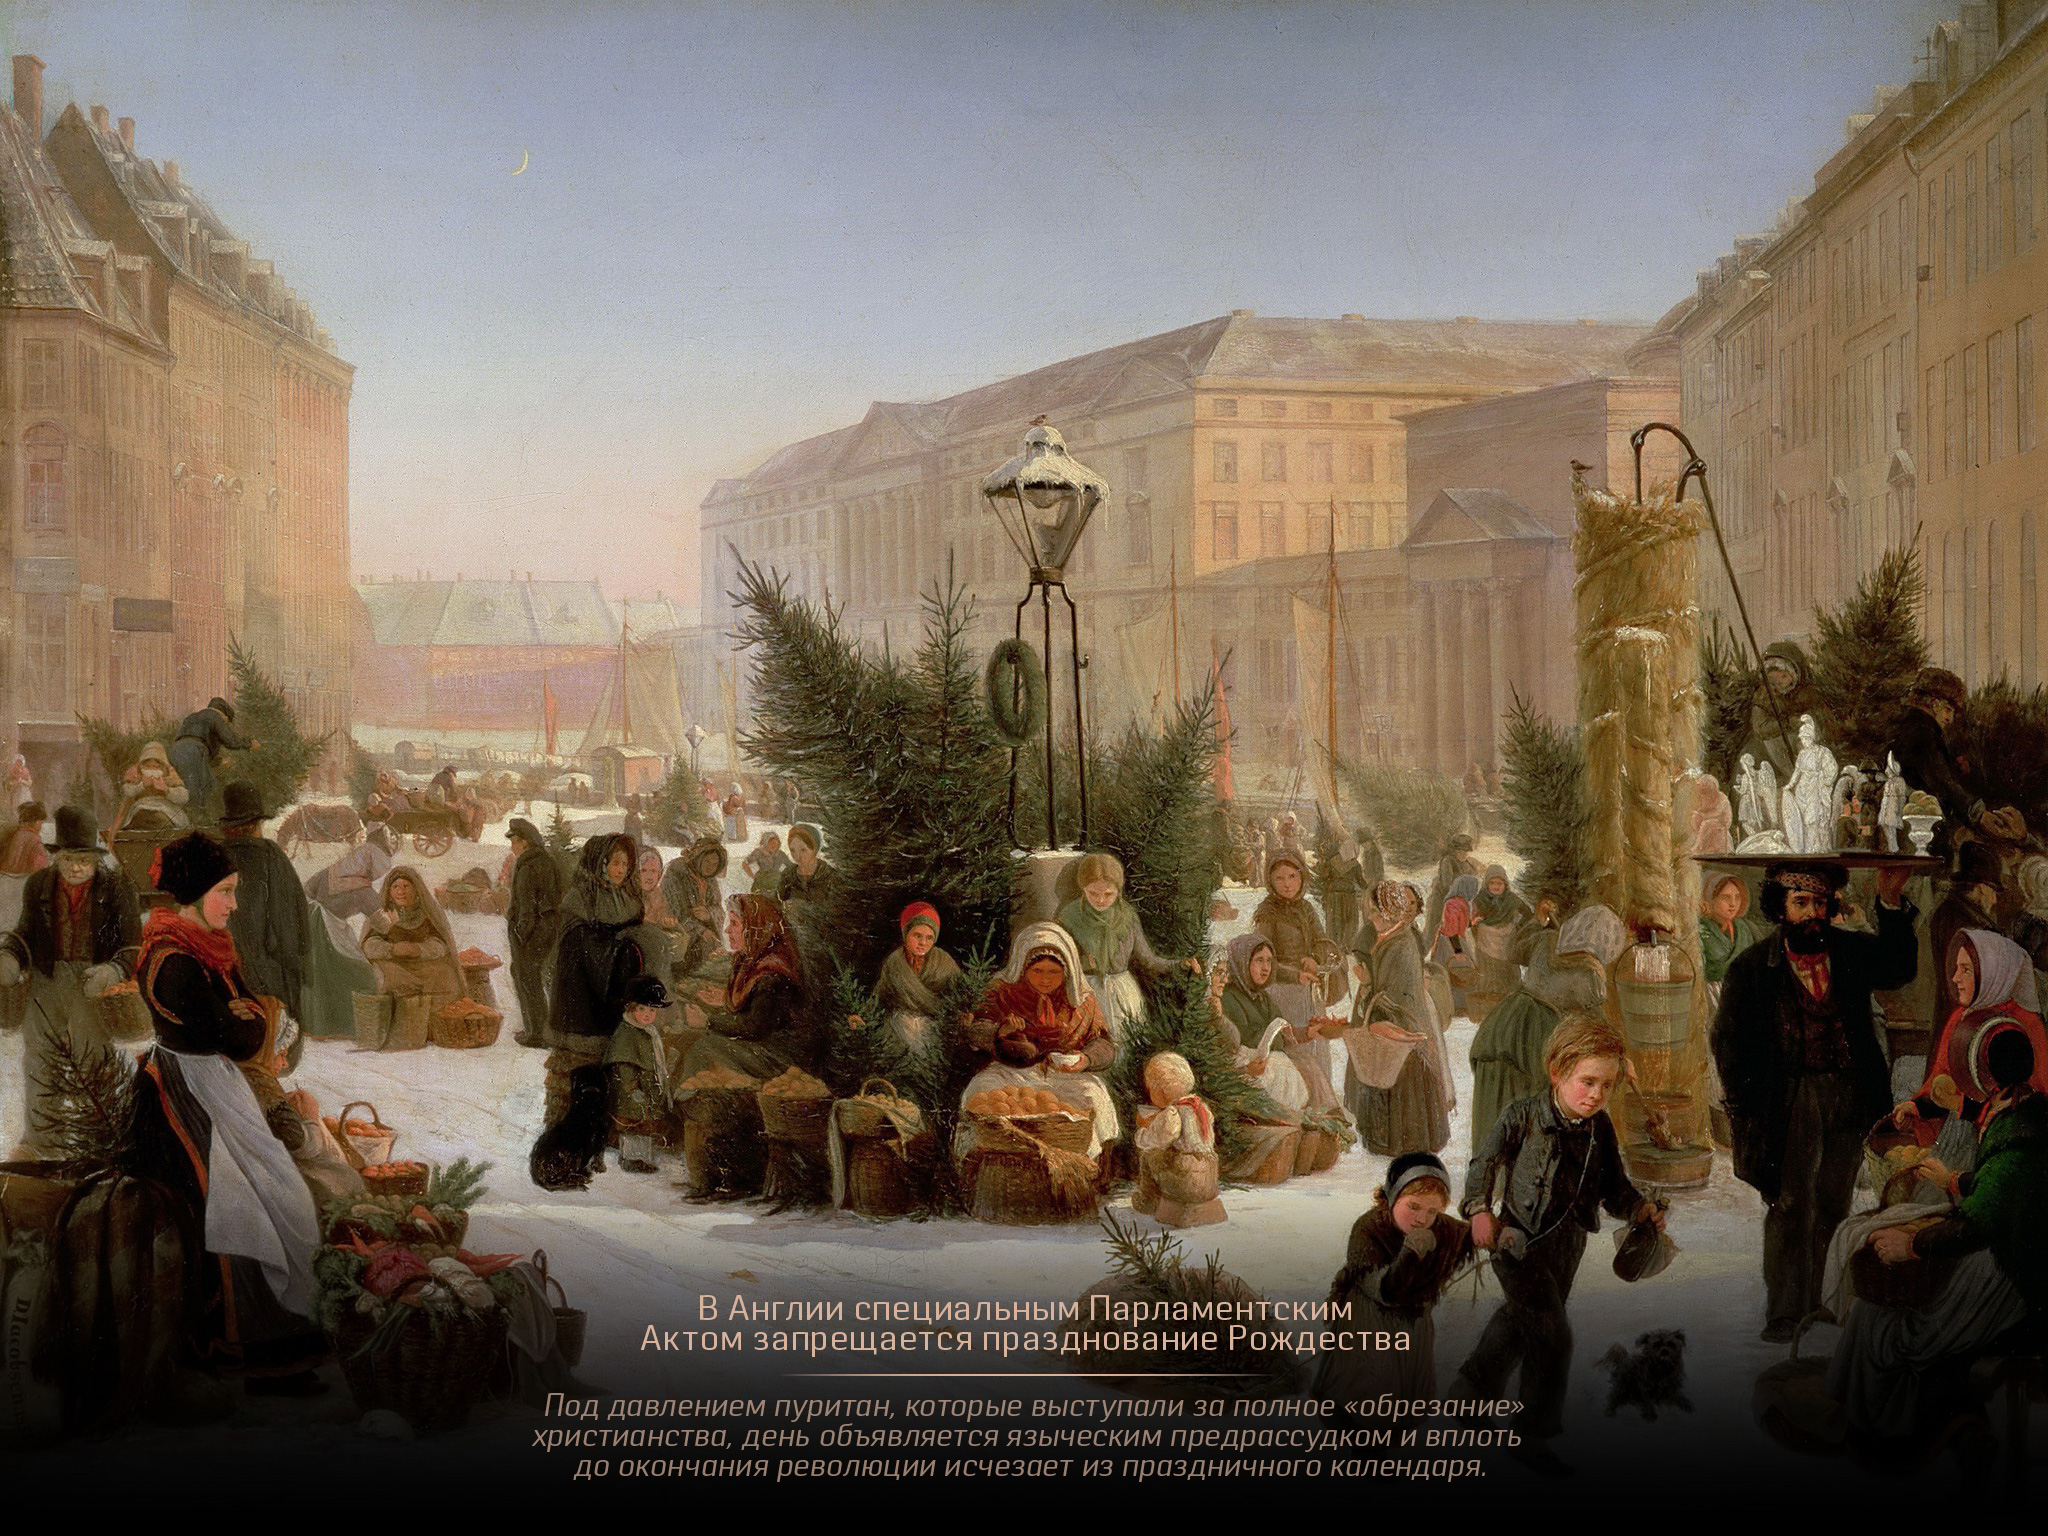 В Англии специальным Парламентским
Актом запрещается празднование Рождества
Под давлением пуритан, которые выступали за полное «обрезание»
христианства, день объявляется языческим предрассудком и вплоть
до окончания революции исчезает из праздничного календаря.